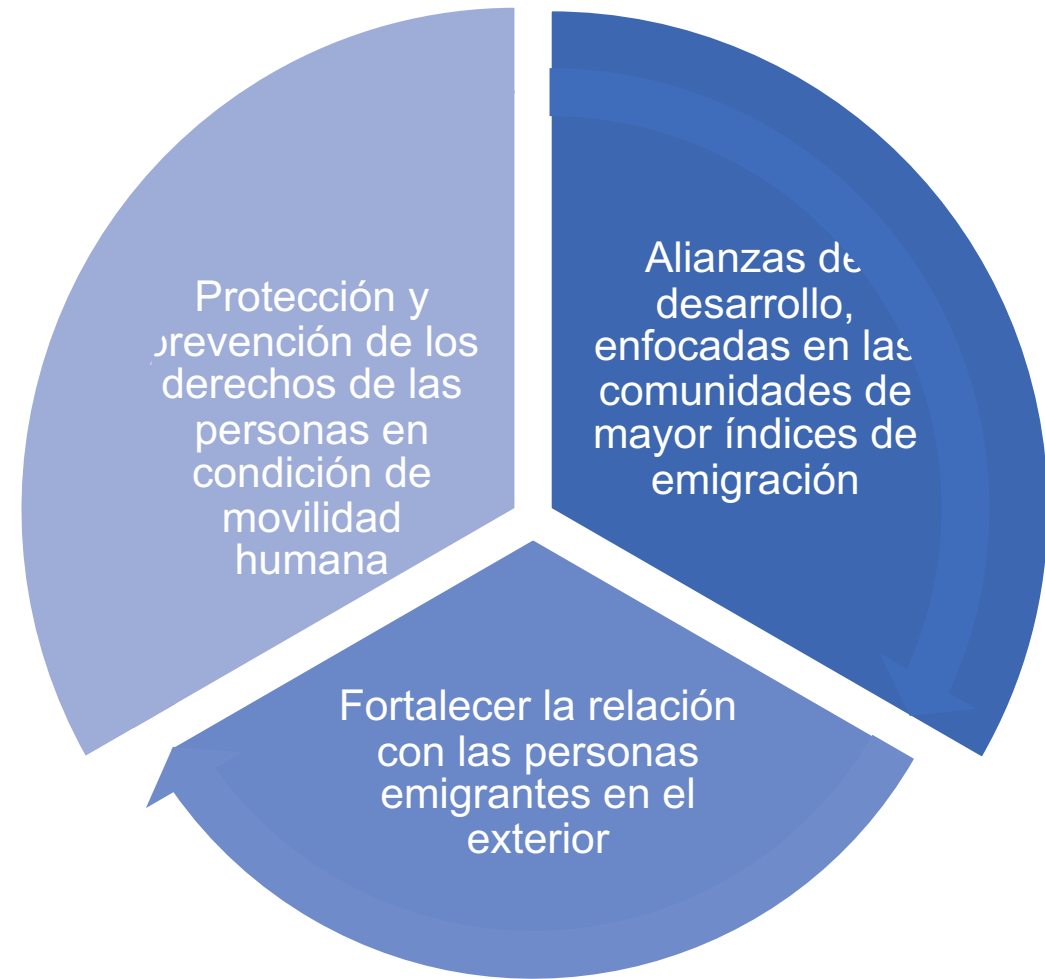 Protección y
prevención de los
derechos de las
personas en
condición de
movilidad
humana
Alianzas de
desarrollo,
enfocadas en las
comunidades de
mayor índices de
emigración
Fortalecer la relación
con las personas
emigrantes en el
exterior